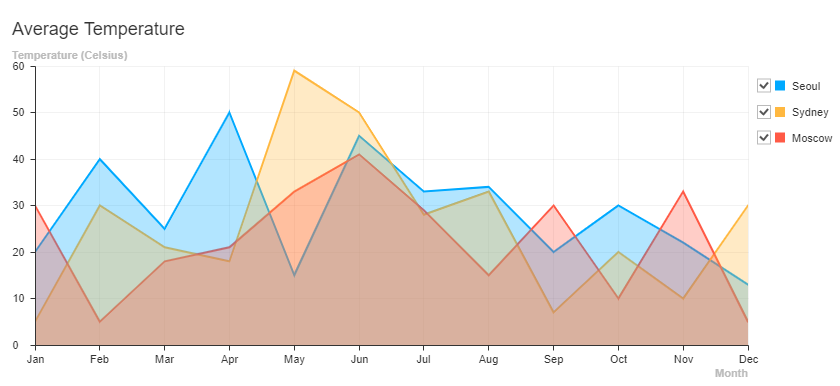 Average Temperature
Temperature (Celsius)
60
50
40
30
20
10
0
Jan Feb Mar Apr May Jun Jul Aug Sep Oct Nov Dec
Month
Seoul
Sydney
Moscow